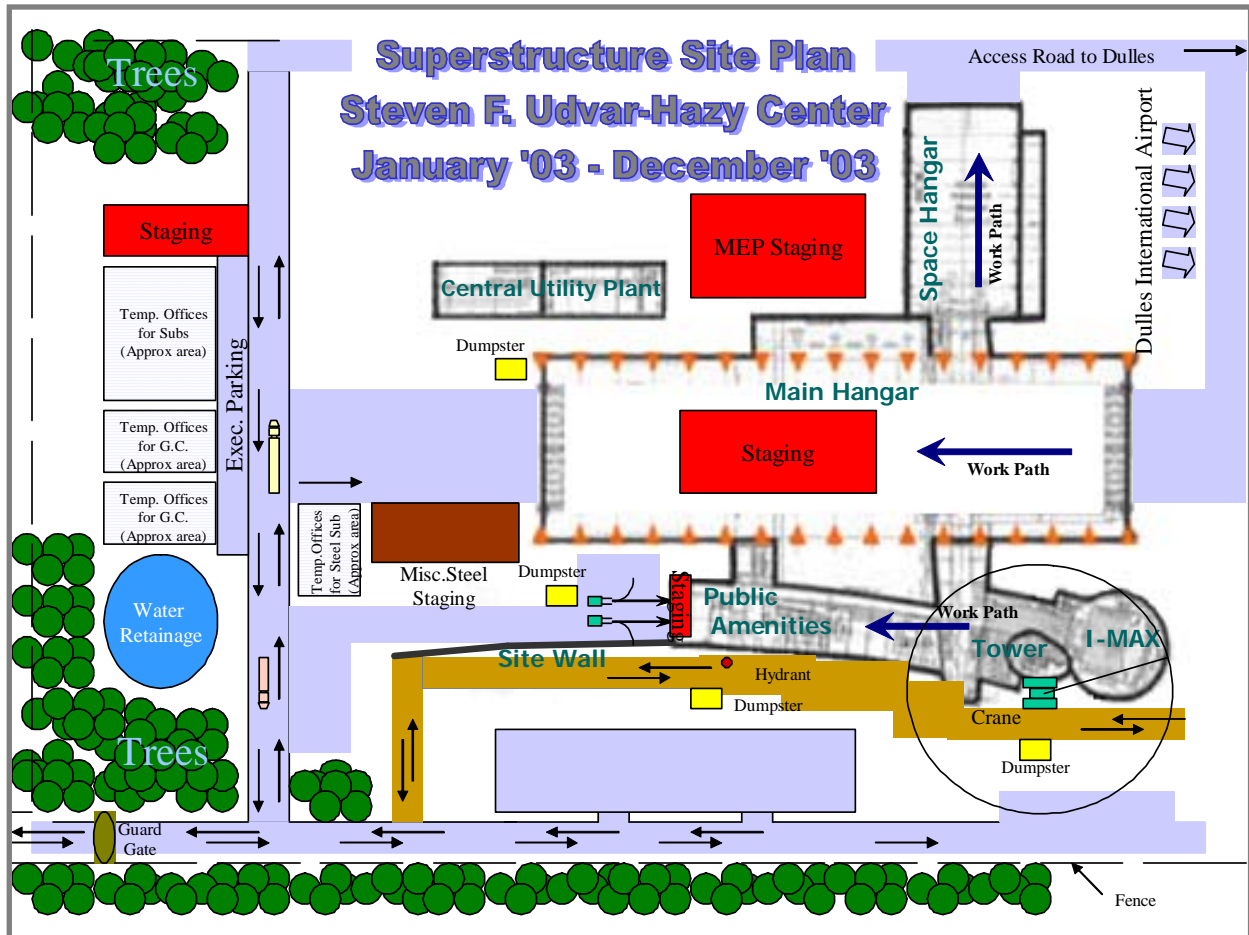 Superstructure Site Plan
Steven F. Udvar-Hazy Center
January '03 - December '03
Trees
Access Road to Dulles
Dulles International Airport
Space Hangar
Work Path
Staging
MEP Staging
Central Utility Plant
Temp. Offices
for Subs
(Approx area)
Exec. Parking
Dumpster
Main Hangar
Temp. Offices
for G.C.
(Approx area)
Staging
Work Path
Temp. Offices
for G.C.
(Approx area)
Temp.Offices
for Steel Sub
(Approx area)
Misc.Steel
Staging
Dumpster
Staging
Public
Amenities
Work Path
Water
Retainage
Tower
I-MAX
Site Wall
Hydrant
Dumpster
Crane
Trees
Dumpster
Guard
Gate
Fence